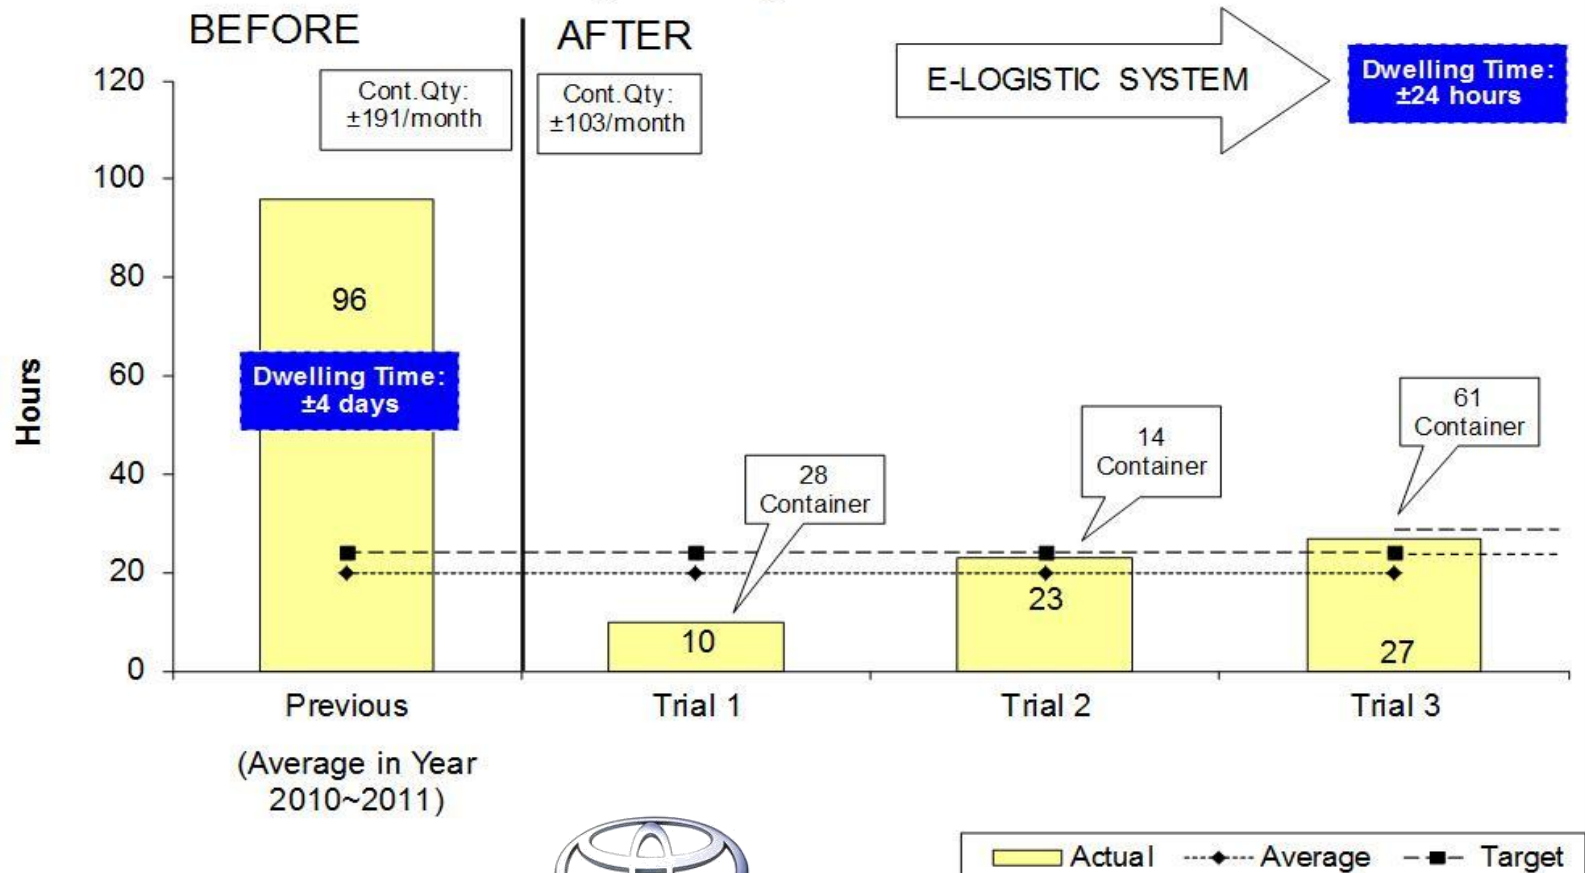 BEFORE
AFTER
Cont.Qty:
±191/month
Cont.Qty:
±103/month
E-LOGISTIC SYSTEM
Dwelling Time:
±24 hours
120
100
80
60
40
20
0
Hours
96
Dwelling Time:
±4 days
28
Container
14
Container
61
Container
10
23
27
Previous
Trial 1
Trial 2
Trial 3
(Average in Year
2010~2011)
Actual
Average
Target